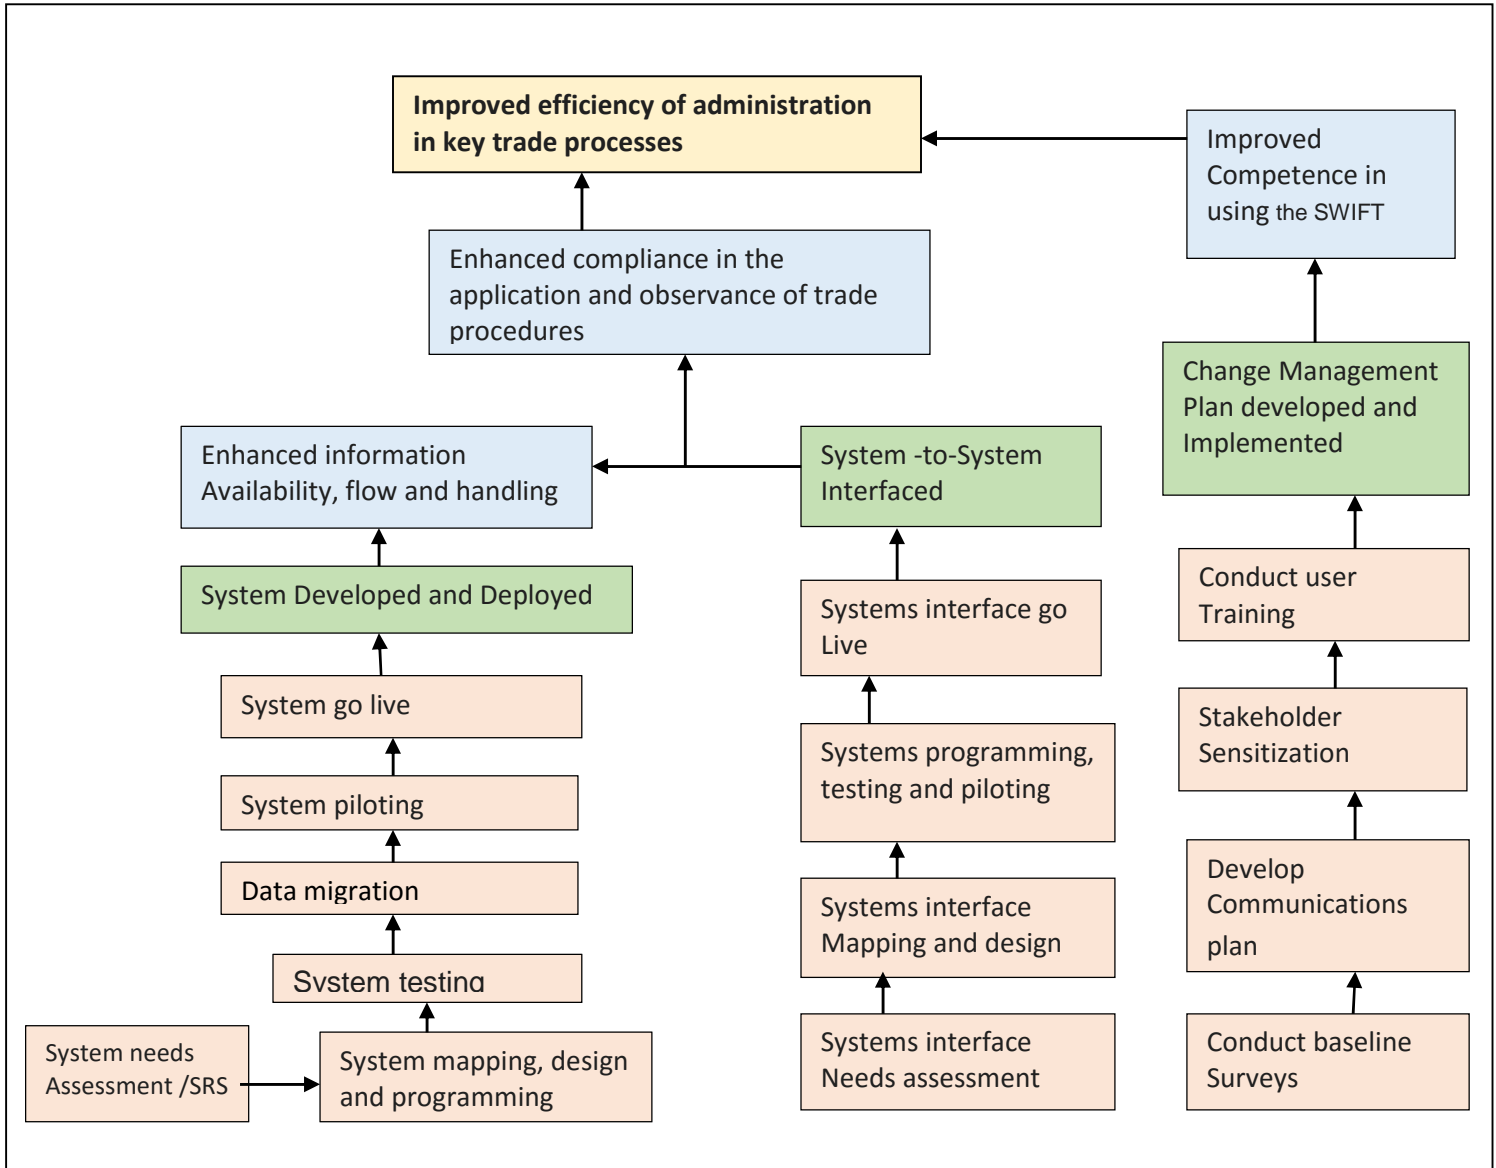 Improved efficiency of administration
in key trade processes
Improved
Competence in
using the SWIFT
Enhanced compliance in the
application and observance of trade
procedures
Change Management
Plan developed and
Implemented
Enhanced information
Availability, flow and handling
System -to-System
Interfaced
System Developed and Deployed
Conduct user
Training
Systems interface go
Live
System go live
Stakeholder
Sensitization
Systems programming,
testing and piloting
System piloting
Data migration
Develop
Communications
plan
Systems interface
Mapping and design
System testing
System needs
Assessment /SRS
System mapping, design
and programming
Systems interface
Needs assessment
Conduct baseline
Surveys